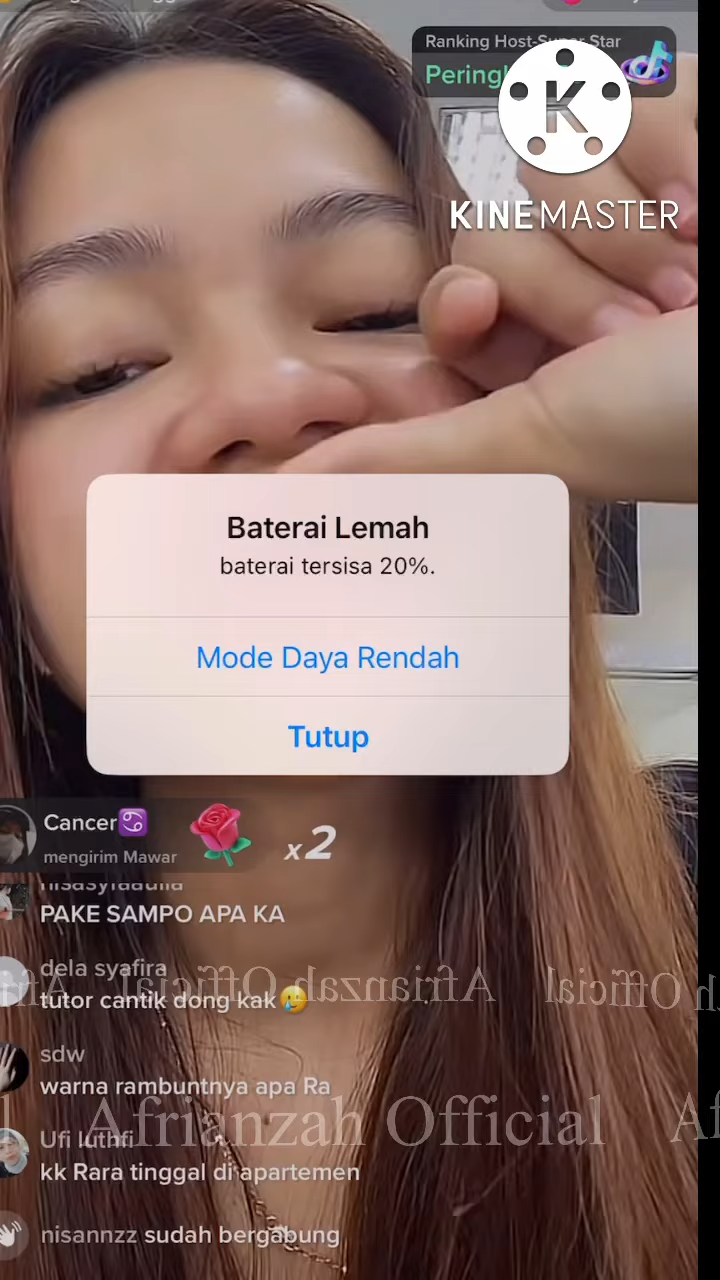 Ranking Host-Super Star
KINEMASTER
Baterai Lemah
baterai tersisa 20%.
Mode Daya Rendah
Tutup
Cancer♋
mengirim Mawar
x2
PAKE SAMPO APA KA
dela syafira
Afrianzah Official
tutor cantik dong kak🥲
sdw
warna rambuntnya apa Ra
Afrianzah Official
Ufi luthfi
kk Rara tinggal di apartemen
nisannzz sudah bergabung